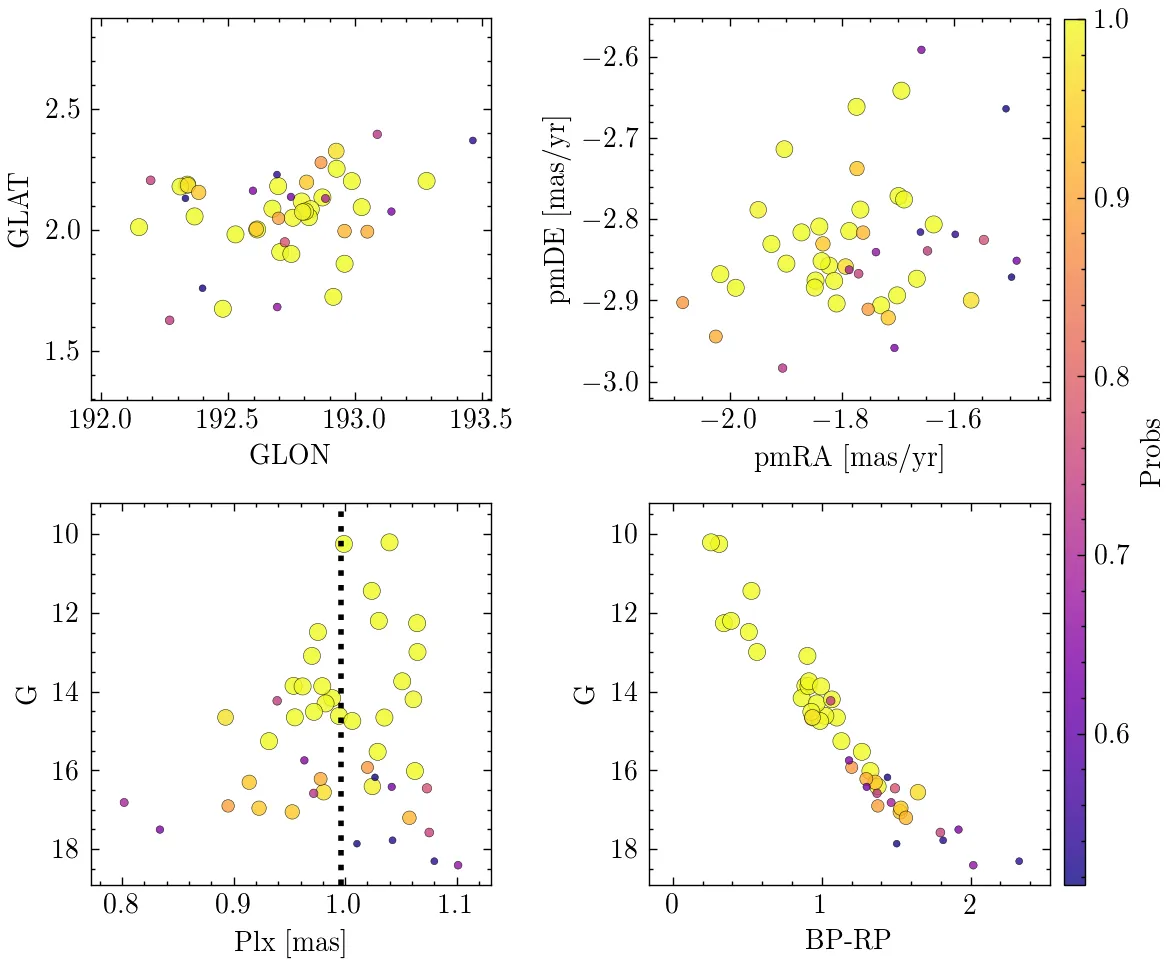 2.5
2.0
1.5
GLAT
192.0 192.5 193.0 193.5
GLON
−2.6
−2.7
−2.8
−2.9
−3.0
pmDE [mas/yr]
−2.0 −1.8 −1.6
pmRA [mas/yr]
10
12
14
16
18
G
0.8 0.9 1.0 1.1
Plx [mas]
10
12
14
16
18
G
0 1 2
BP-RP
1.0
0.9
0.8
0.7
0.6
Probs